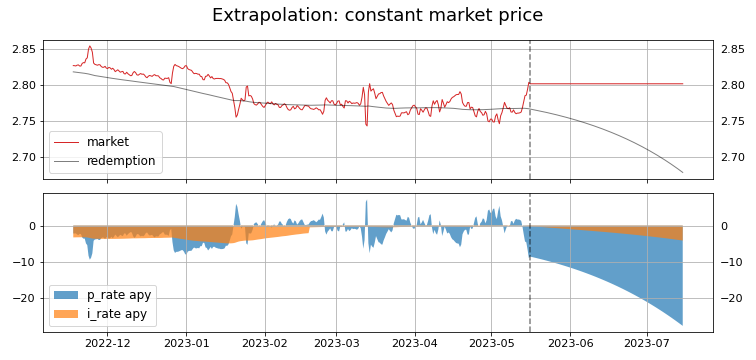 Extrapolation: constant market price
2.85 2.85
2.80 2.80
2.75 2.75
2.70 2.70
market
redemption
0 0
−10 −10
−20 −20
p_rate apy
i_rate apy
2022-12 2023-01 2023-02 2023-03 2023-04 2023-05 2023-06 2023-07